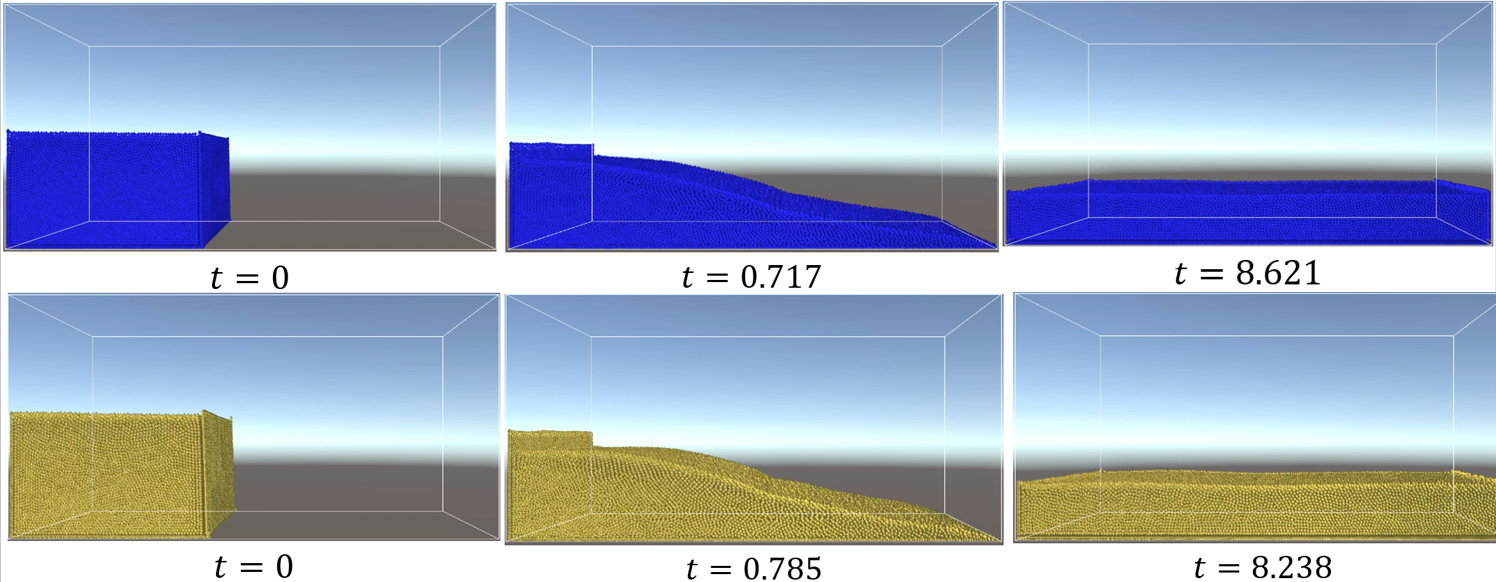 t = 0
t = 0.717
t = 8.621
t = 0
t = 0.785
t = 8.238